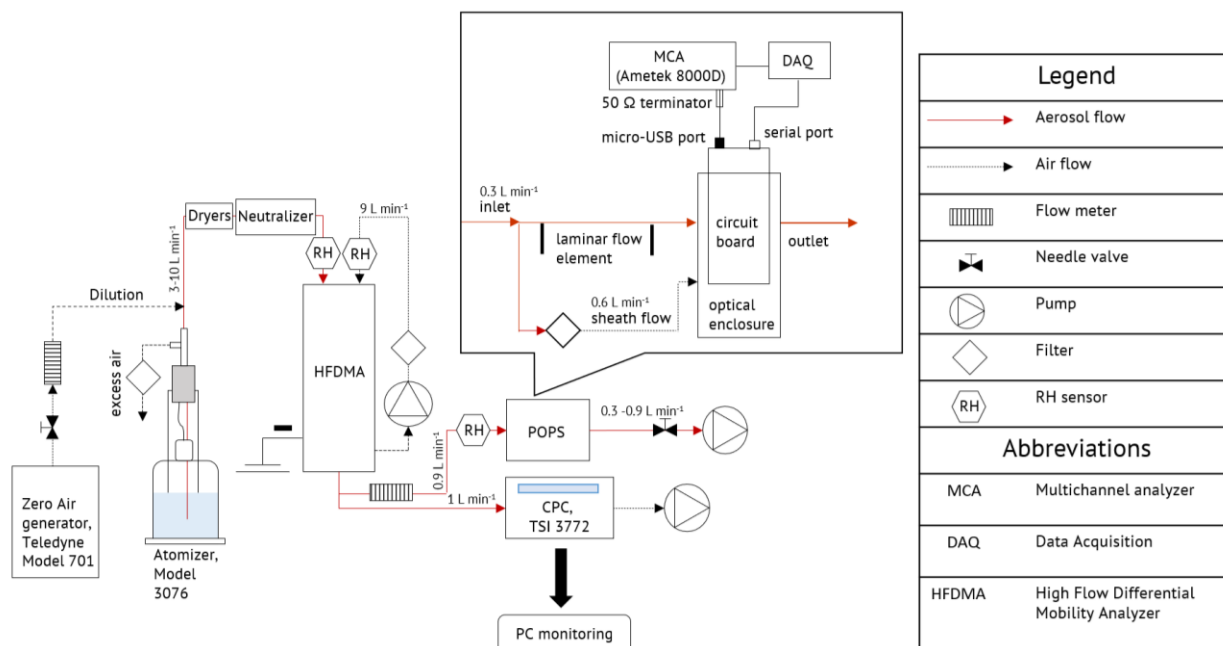 MCA
(Ametek 8000D)
DAQ
50 Ω terminator
micro-USB port
serial port
0.3 L min⁻¹
inlet
laminar flow
element
circuit
board
outlet
0.6 L min⁻¹
sheath flow
optical
enclosure
Dryers
Neutralizer
9 L min⁻¹
3-10 L min⁻¹
RH
RH
Dilution
excess air
HFDMA
RH
0.9 L min⁻¹
POPS
0.3 -0.9 L min⁻¹
1 L min⁻¹
CPC,
TSI 3772
Zero Air
generator,
Teledyne
Model 701
Atomizer,
Model
3076
PC monitoring
Legend
Aerosol flow
Air flow
Flow meter
Needle valve
Pump
Filter
RH
RH sensor
Abbreviations
MCA Multichannel analyzer
DAQ Data Acquisition
HFDMA High Flow Differential
Mobility Analyzer